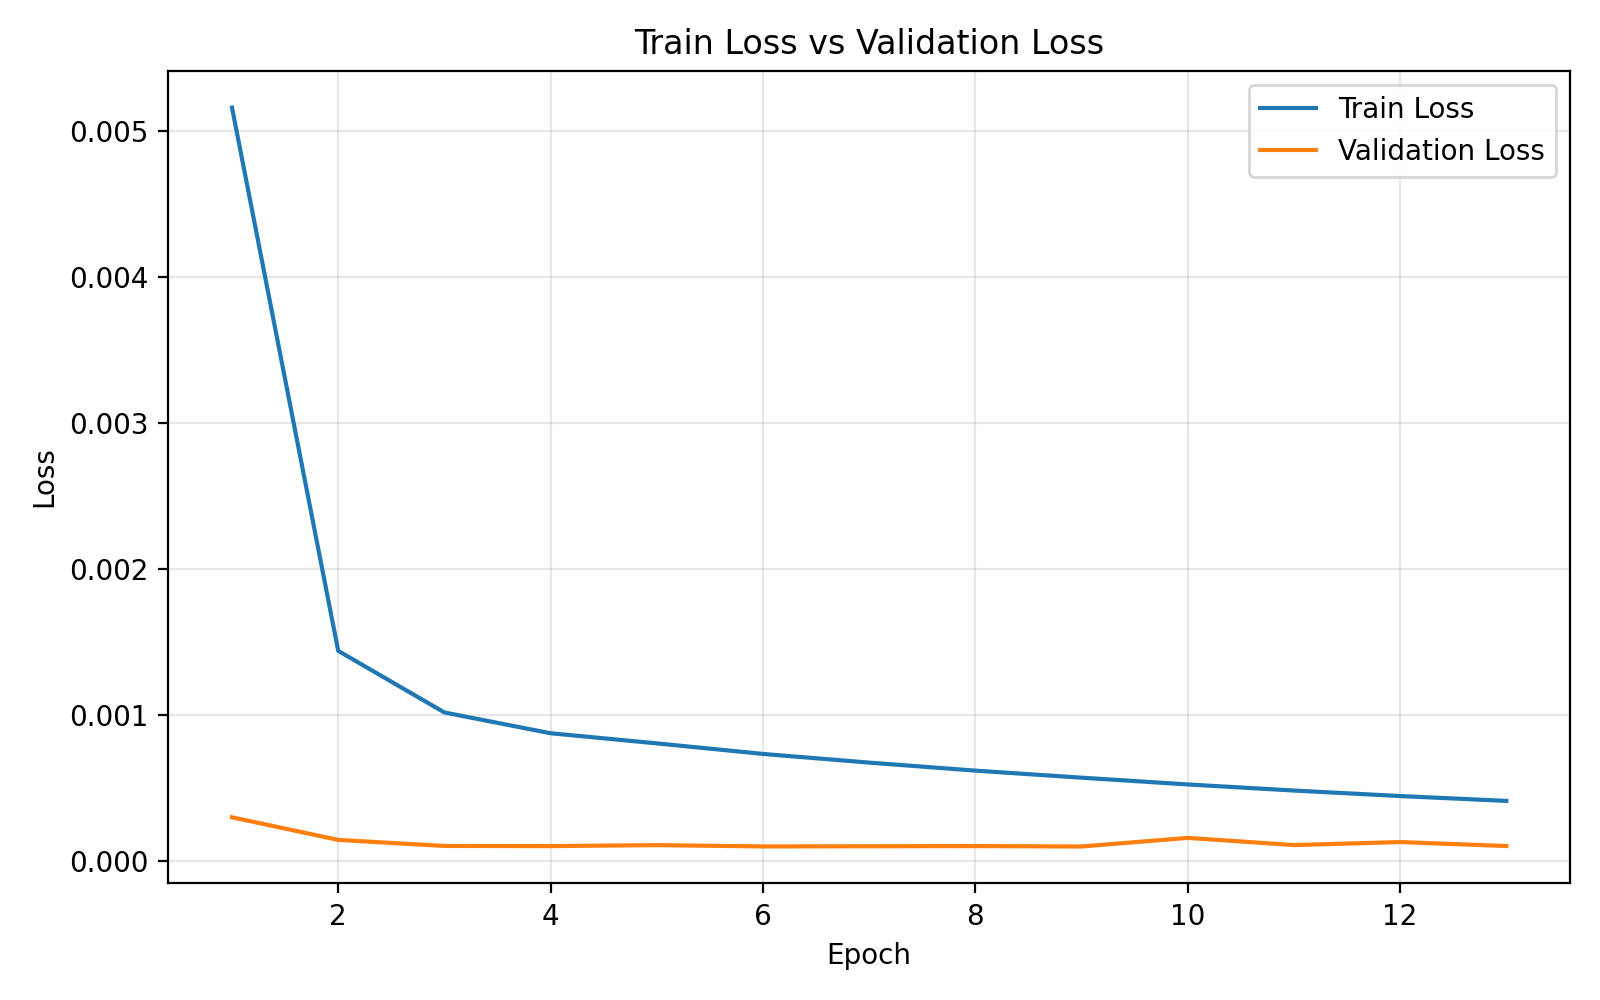 Train Loss vs Validation Loss
Train Loss
Validation Loss
0.005
0.004
0.003
0.002
0.001
0.000
Loss
2 4 6 8 10 12
Epoch